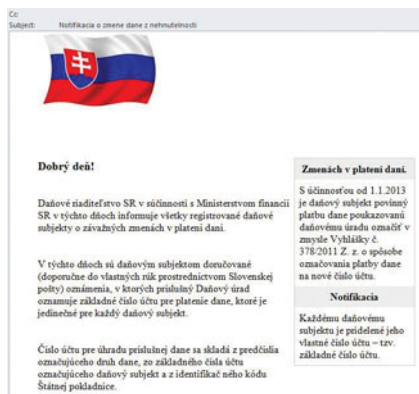 Cc:
Subject: Notifikacia o zmene dane z nehnutelnosti
Dobrý deň!
Daňové riaditeľstvo SR v súčinnosti s Ministerstvom financií
SR v týchto dňoch informuje všetky registrované daňové
subjekty o závažných zmenách v platení daní.
V týchto dňoch sú daňovým subjektom doručované
(doporučene do vlastných rúk prostredníctvom Slovenskej
pošty) oznámenia, v ktorých príslušný Daňový úrad
oznamuje základné číslo účtu pre platenie dane, ktoré je
jedinečné pre každý daňový subjekt.
Číslo účtu pre úhradu príslušnej dane sa skladá z predčíslia
označujúceho druh dane, zo základného čísla účtu
označujúceho daňový subjekt a z identifikač ného kódu
Štátnej pokladnice.
Zmenách v platení daní.
S účinnosťou od 1.1.2013
je daňový subjekt povinný
platbu dane poukazovanú
daňovému úradu označiť v
zmysle Vyhlášky č.
378/2011 Z. z. o spôsobe
označovania platby dane
na nové číslo účtu.
Notifikacia
Každému daňovému
subjektu je pridelené jeho
vlastné číslo účtu – tzv.
základné číslo účtu.